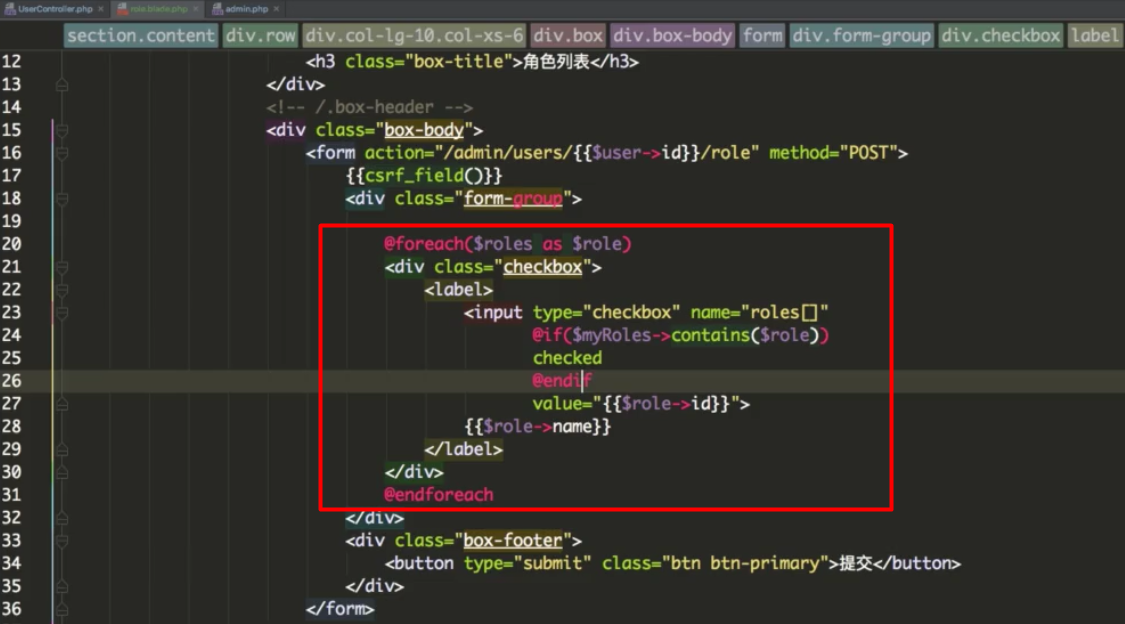 UserController.php × role.blade.php × admin.php ×
section.content div.row div.col-lg-10.col-xs-6 div.box div.box-body form div.form-group div.checkbox label
12 <h3 class="box-title">角色列表</h3>
13 </div>
14 <!-- /.box-header -->
15 <div class="box-body">
16 <form action="/admin/users/{{$user->id}}/role" method="POST">
17 {{csrf_field()}}
18 <div class="form-group">
19
20 @foreach($roles as $role)
21 <div class="checkbox">
22 <label>
23 <input type="checkbox" name="roles[]"
24 @if($myRoles->contains($role))
25 checked
26 @endif
27 value="{{$role->id}}">
28 {{$role->name}}
29 </label>
30 </div>
31 @endforeach
32 </div>
33 <div class="box-footer">
34 <button type="submit" class="btn btn-primary">提交</button>
35 </div>
36 </form>